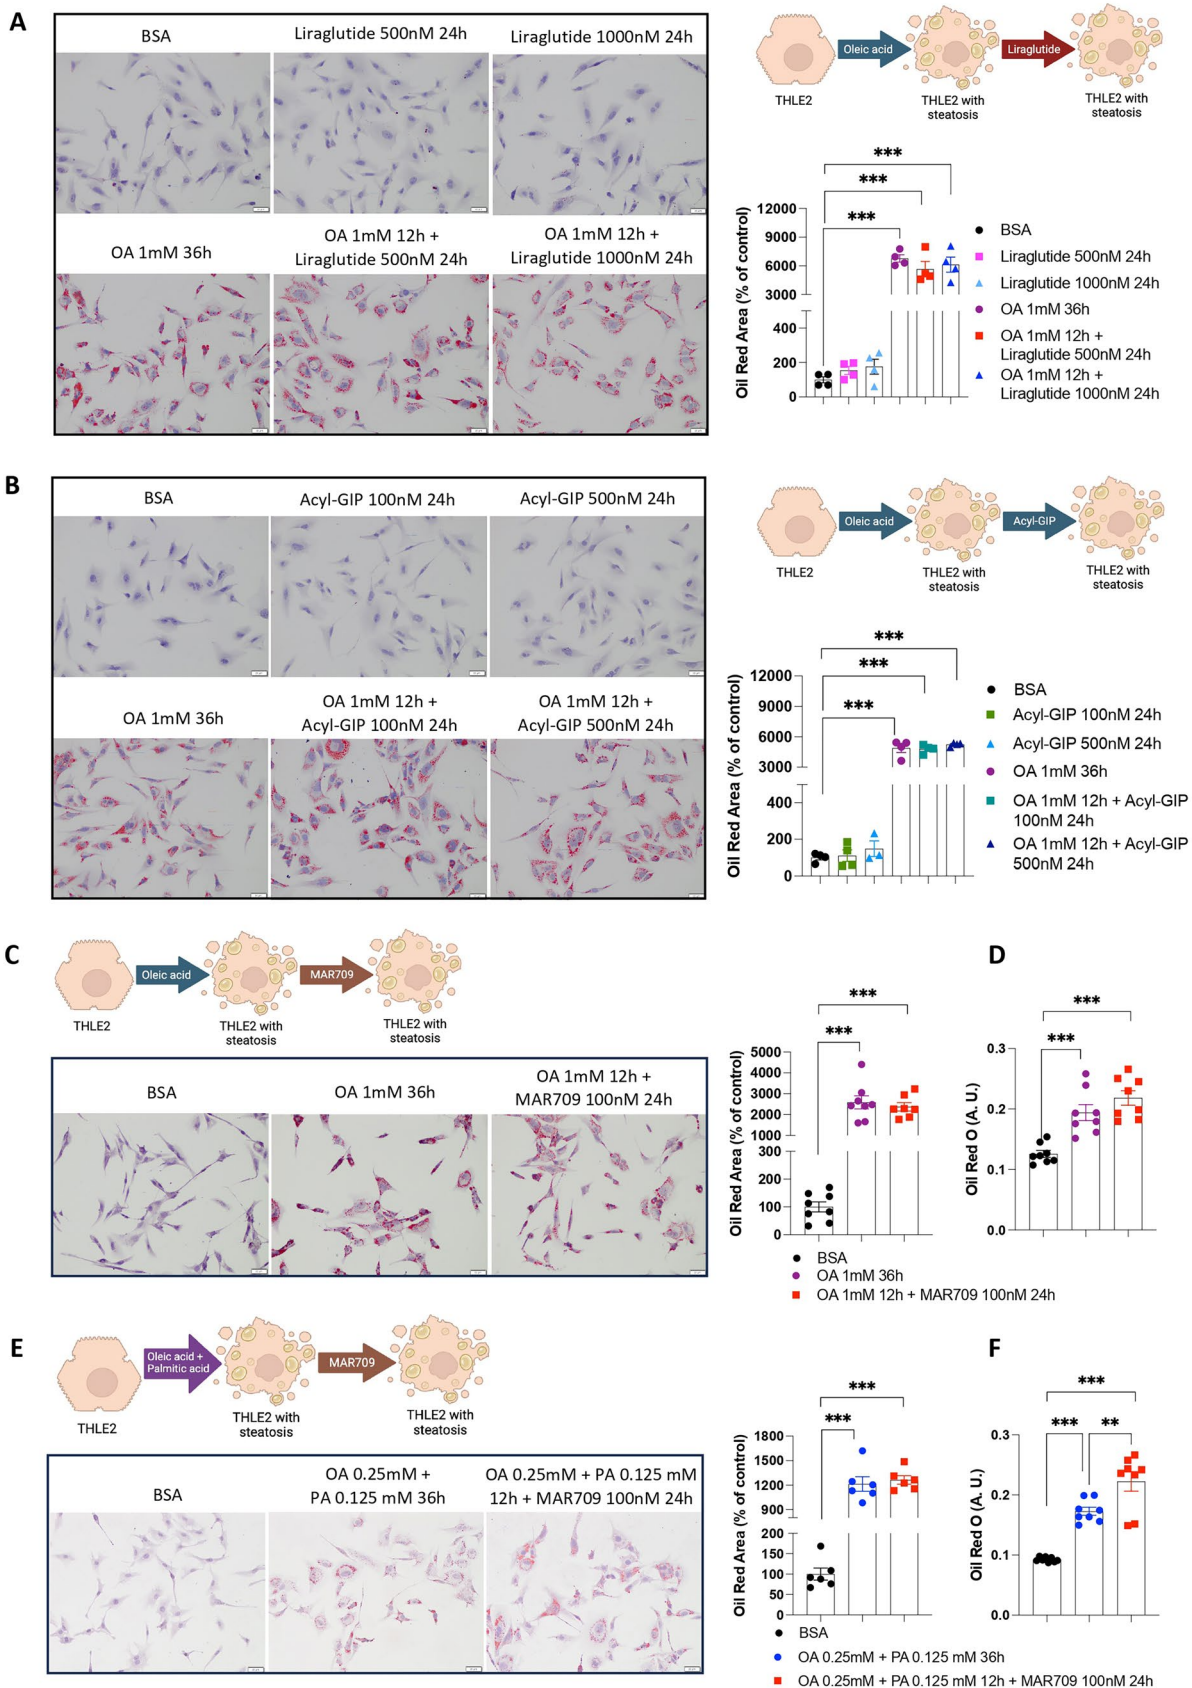 A
BSA
Liraglutide 500nM 24h
Liraglutide 1000nM 24h
OA 1mM 36h
OA 1mM 12h +
Liraglutide 500nM 24h
OA 1mM 12h +
Liraglutide 1000nM 24h
Oleic acid
Liraglutide
THLE2
THLE2 with
steatosis
THLE2 with
steatosis
***
***
***
Oil Red Area (% of control)
12000
9000
6000
3000
400
200
0
BSA
Liraglutide 500nM 24h
Liraglutide 1000nM 24h
OA 1mM 36h
OA 1mM 12h +
Liraglutide 500nM 24h
OA 1mM 12h +
Liraglutide 1000nM 24h
B
BSA
Acyl-GIP 100nM 24h
Acyl-GIP 500nM 24h
OA 1mM 36h
OA 1mM 12h +
Acyl-GIP 100nM 24h
OA 1mM 12h +
Acyl-GIP 500nM 24h
Oleic acid
Acyl-GIP
THLE2
THLE2 with
steatosis
THLE2 with
steatosis
***
***
***
Oil Red Area (% of control)
12000
9000
6000
3000
400
200
0
BSA
Acyl-GIP 100nM 24h
Acyl-GIP 500nM 24h
OA 1mM 36h
OA 1mM 12h + Acyl-GIP
100nM 24h
OA 1mM 12h + Acyl-GIP
500nM 24h
C
Oleic acid
MAR709
THLE2
THLE2 with
steatosis
THLE2 with
steatosis
BSA
OA 1mM 36h
OA 1mM 12h +
MAR709 100nM 24h
***
***
Oil Red Area (% of control)
5000
4000
3000
2000
1000
300
200
100
0
BSA
OA 1mM 36h
OA 1mM 12h + MAR709 100nM 24h
D
***
***
Oil Red O (A. U.)
0.3
0.2
0.1
0.0
E
Oleic acid +
Palmitic acid
MAR709
THLE2
THLE2 with
steatosis
THLE2 with
steatosis
BSA
OA 0.25mM +
PA 0.125 mM 36h
OA 0.25mM + PA 0.125 mM
12h + MAR709 100nM 24h
***
***
Oil Red Area (% of control)
1800
1500
1200
900
200
150
100
50
0
BSA
OA 0.25mM + PA 0.125 mM 36h
OA 0.25mM + PA 0.125 mM 12h + MAR709 100nM 24h
F
***
***
**
Oil Red O (A. U.)
0.3
0.2
0.1
0.0